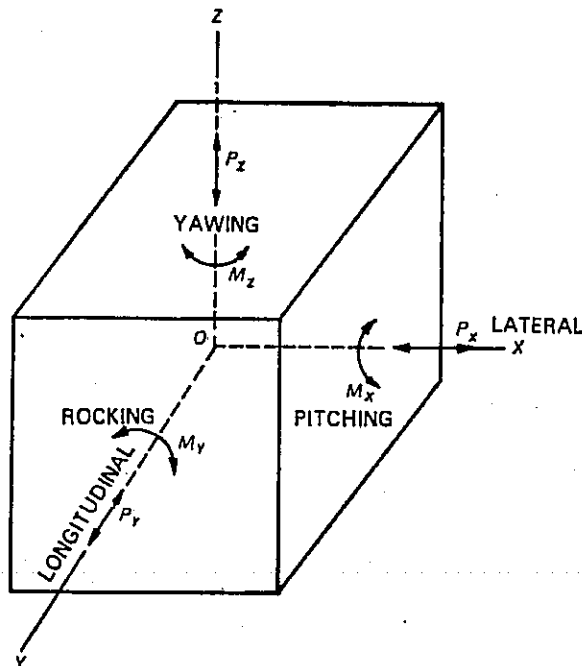 Z
P_Z
YAWING
M_Z
O
P_X LATERAL
X
M_X
PITCHING
ROCKING
M_Y
LONGITUDINAL
P_Y
Y